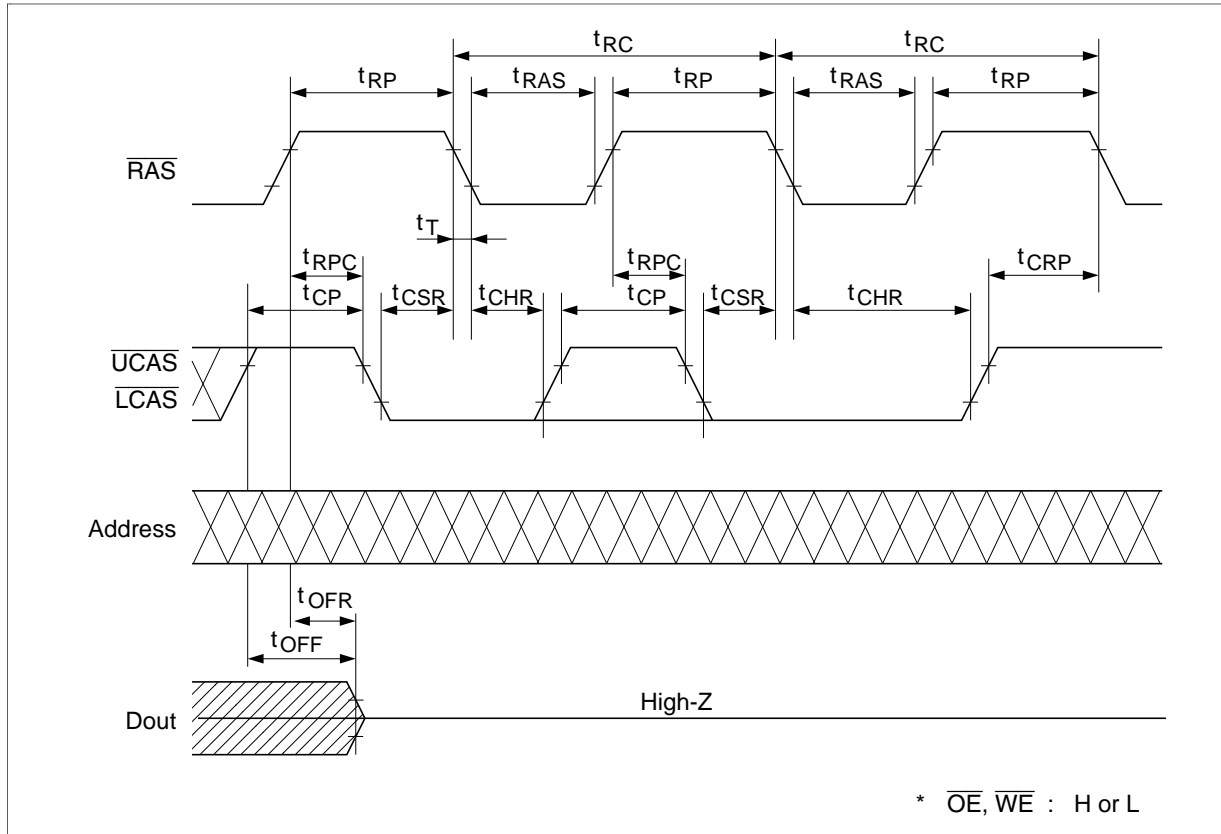 tRC tRC
tRP tRAS tRP tRAS tRP
RAS
tT
tRPC tRPC tCRP
tCP tCSR tCHR tCP tCSR tCHR
UCAS
LCAS
Address
tOFR
tOFF
High-Z
Dout
* OE, WE : H or L